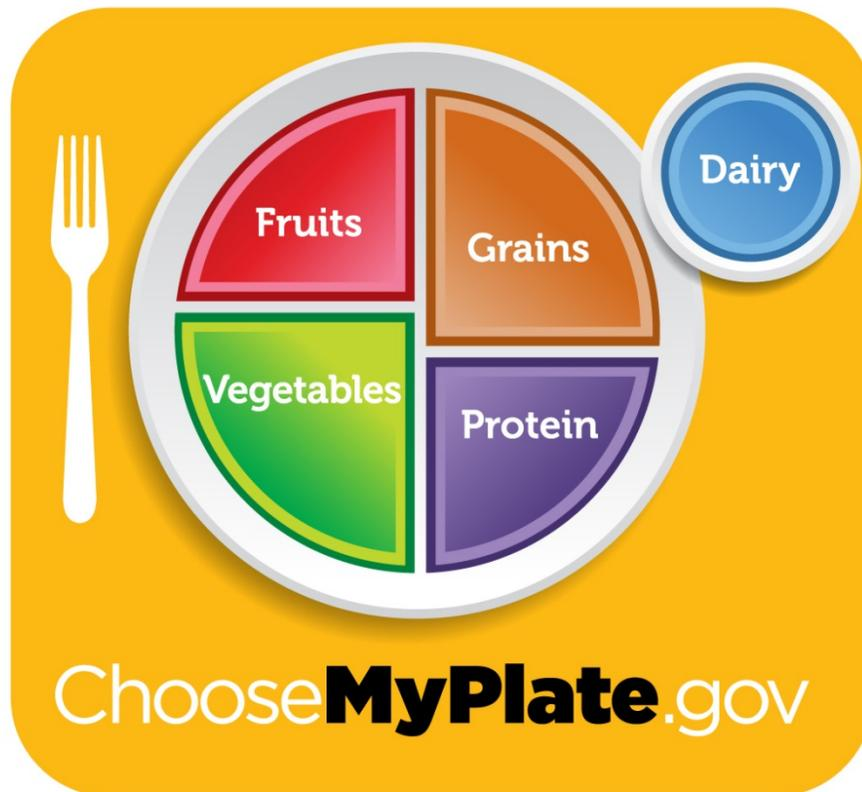 Fruits
Grains
Dairy
Vegetables
Protein
ChooseMyPlate.gov